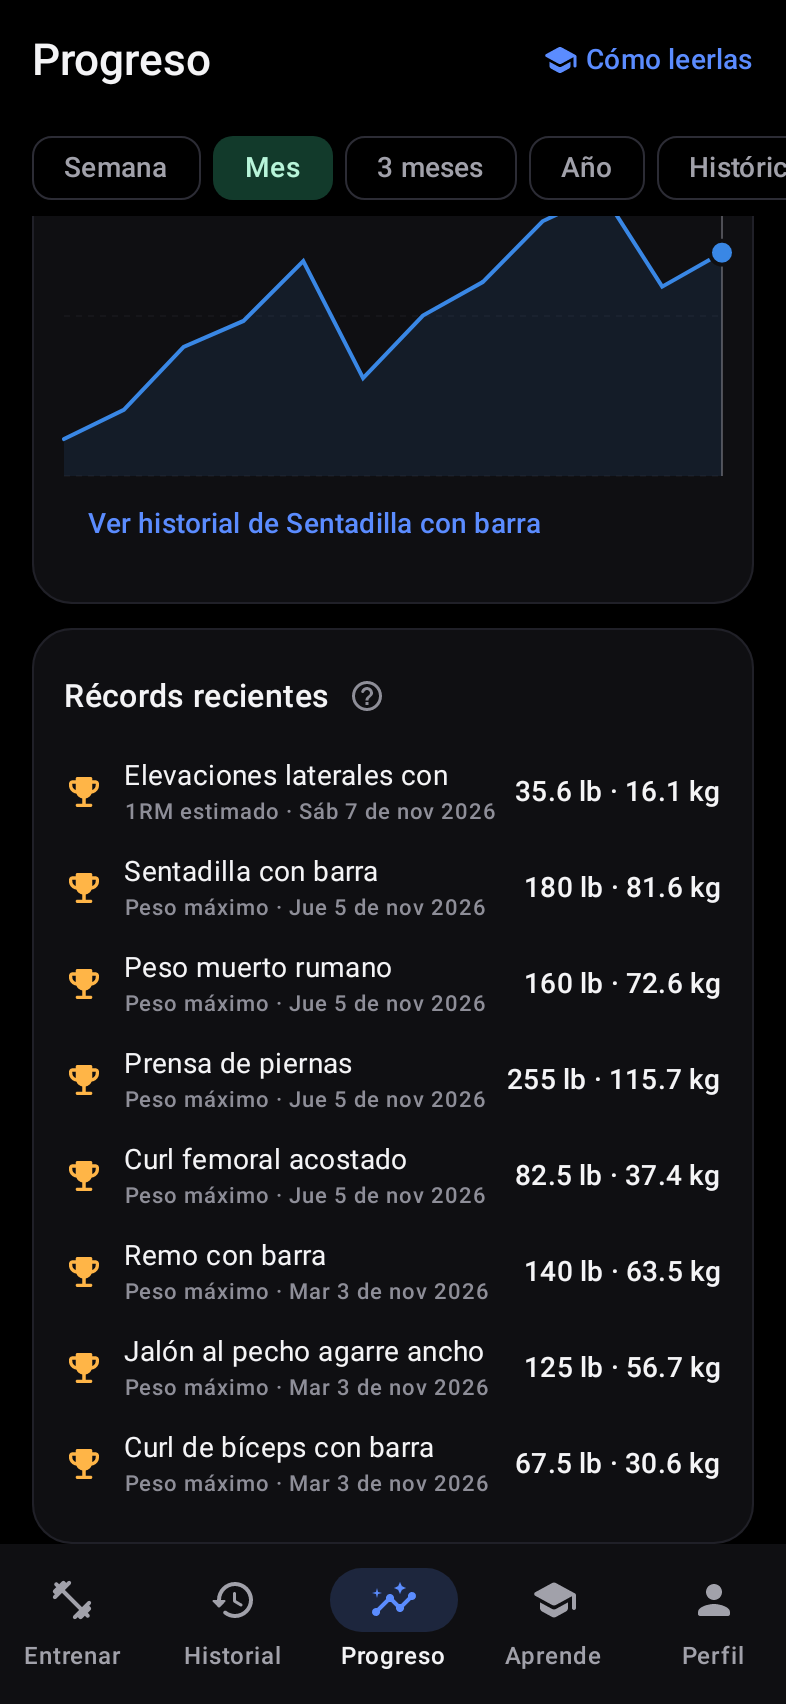 Progreso
Cómo leerlas
Semana
Mes
3 meses
Año
Históric
Ver historial de Sentadilla con barra
Récords recientes
Elevaciones laterales con
1RM estimado · Sáb 7 de nov 2026
35.6 lb · 16.1 kg
Sentadilla con barra
Peso máximo · Jue 5 de nov 2026
180 lb · 81.6 kg
Peso muerto rumano
Peso máximo · Jue 5 de nov 2026
160 lb · 72.6 kg
Prensa de piernas
Peso máximo · Jue 5 de nov 2026
255 lb · 115.7 kg
Curl femoral acostado
Peso máximo · Jue 5 de nov 2026
82.5 lb · 37.4 kg
Remo con barra
Peso máximo · Mar 3 de nov 2026
140 lb · 63.5 kg
Jalón al pecho agarre ancho
Peso máximo · Mar 3 de nov 2026
125 lb · 56.7 kg
Curl de bíceps con barra
Peso máximo · Mar 3 de nov 2026
67.5 lb · 30.6 kg
Entrenar
Historial
Progreso
Aprende
Perfil